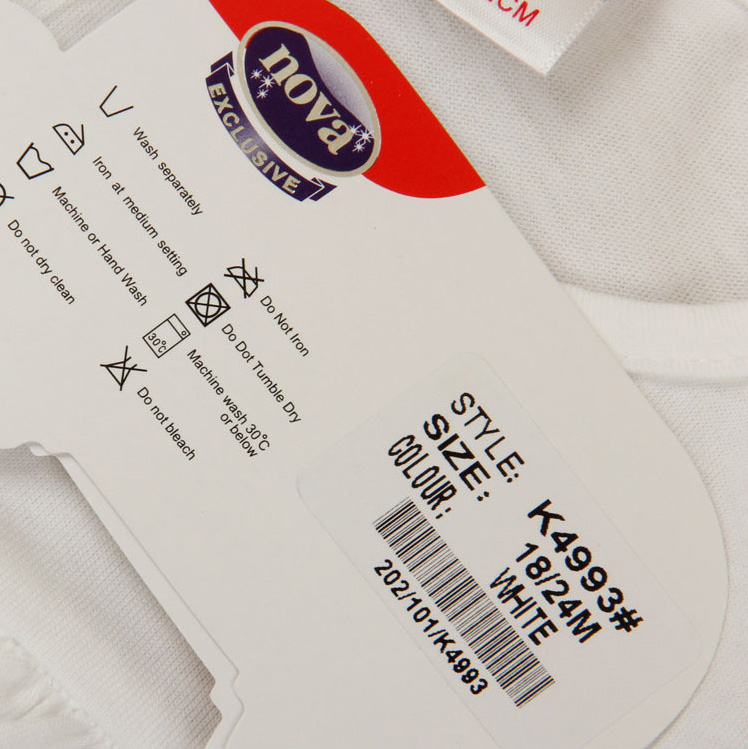 CM
nova
EXCLUSIVE
Wash separately
Iron at medium setting
Machine or Hand Wash
Do not dry clean
Do Not Iron
Do Dot Tumble Dry
30°C
Machine wash 30°C
or below
Do not bleach
STYLE: K4993#
SIZE: 18/24M
COLOUR: WHITE
202/101/K4993